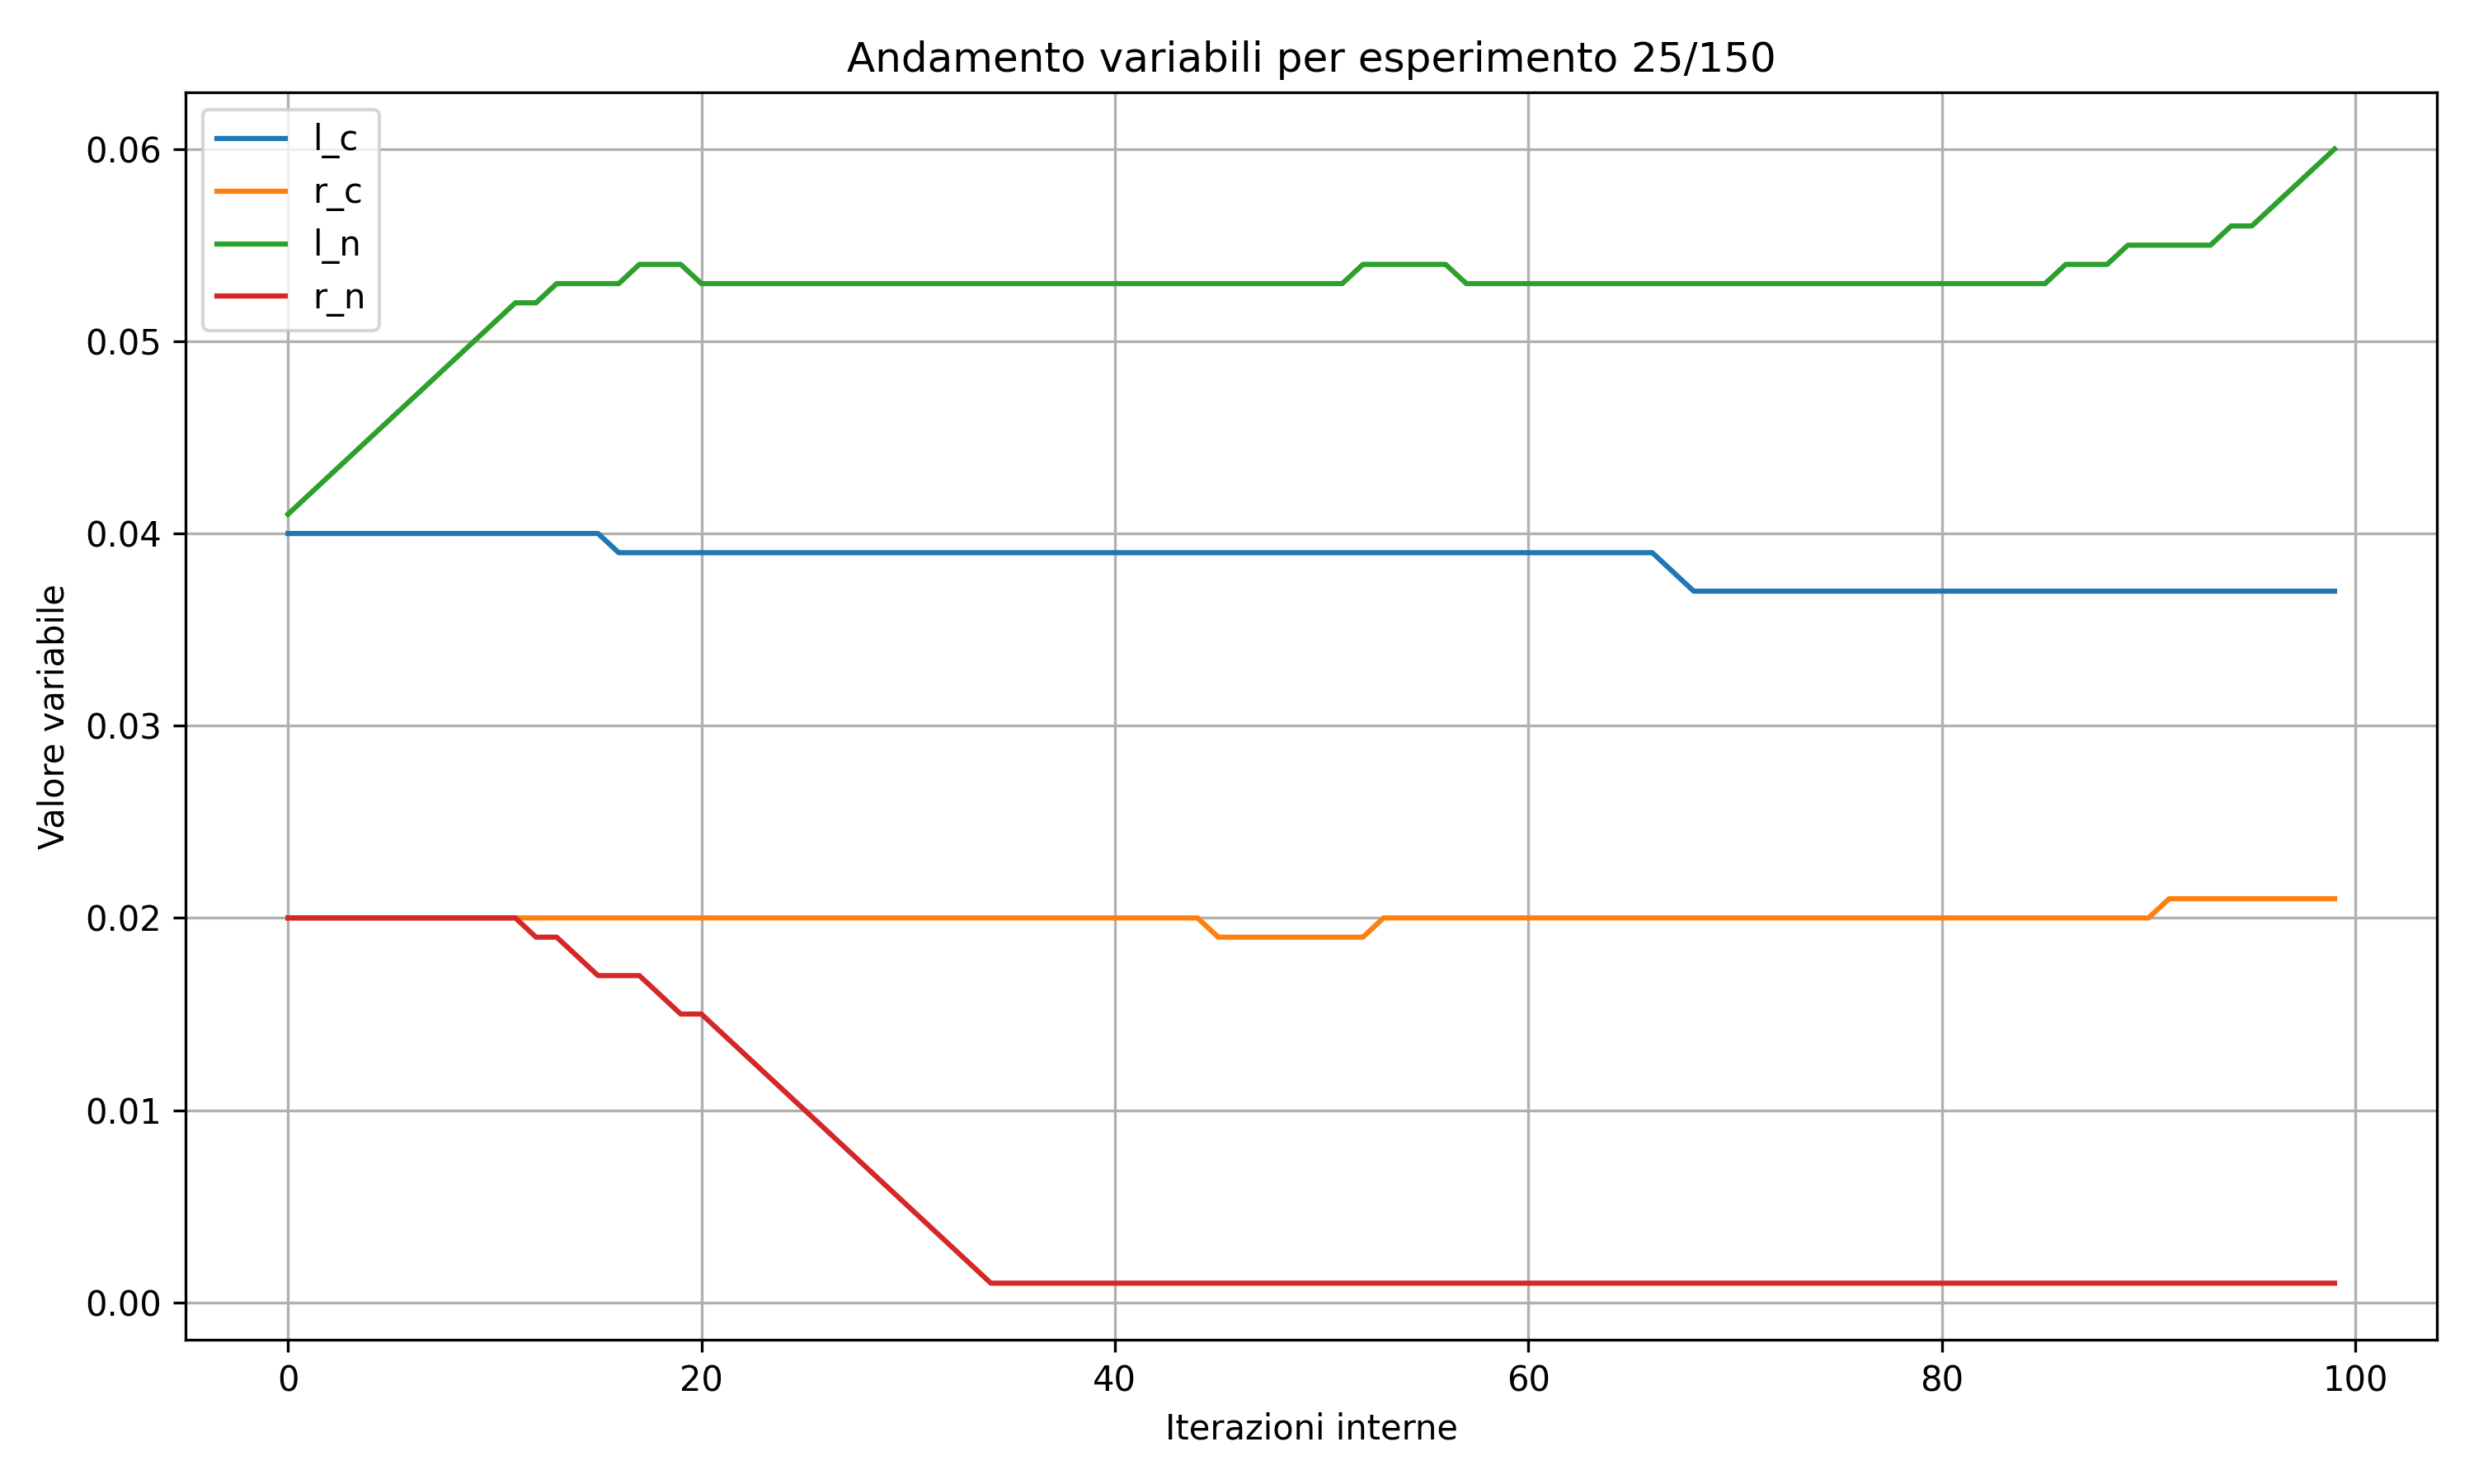 Andamento variabili per esperimento 25/150
l_c
r_c
l_n
r_n
0.06
0.05
0.04
0.03
0.02
0.01
0.00
Valore variabile
0 20 40 60 80 100
Iterazioni interne